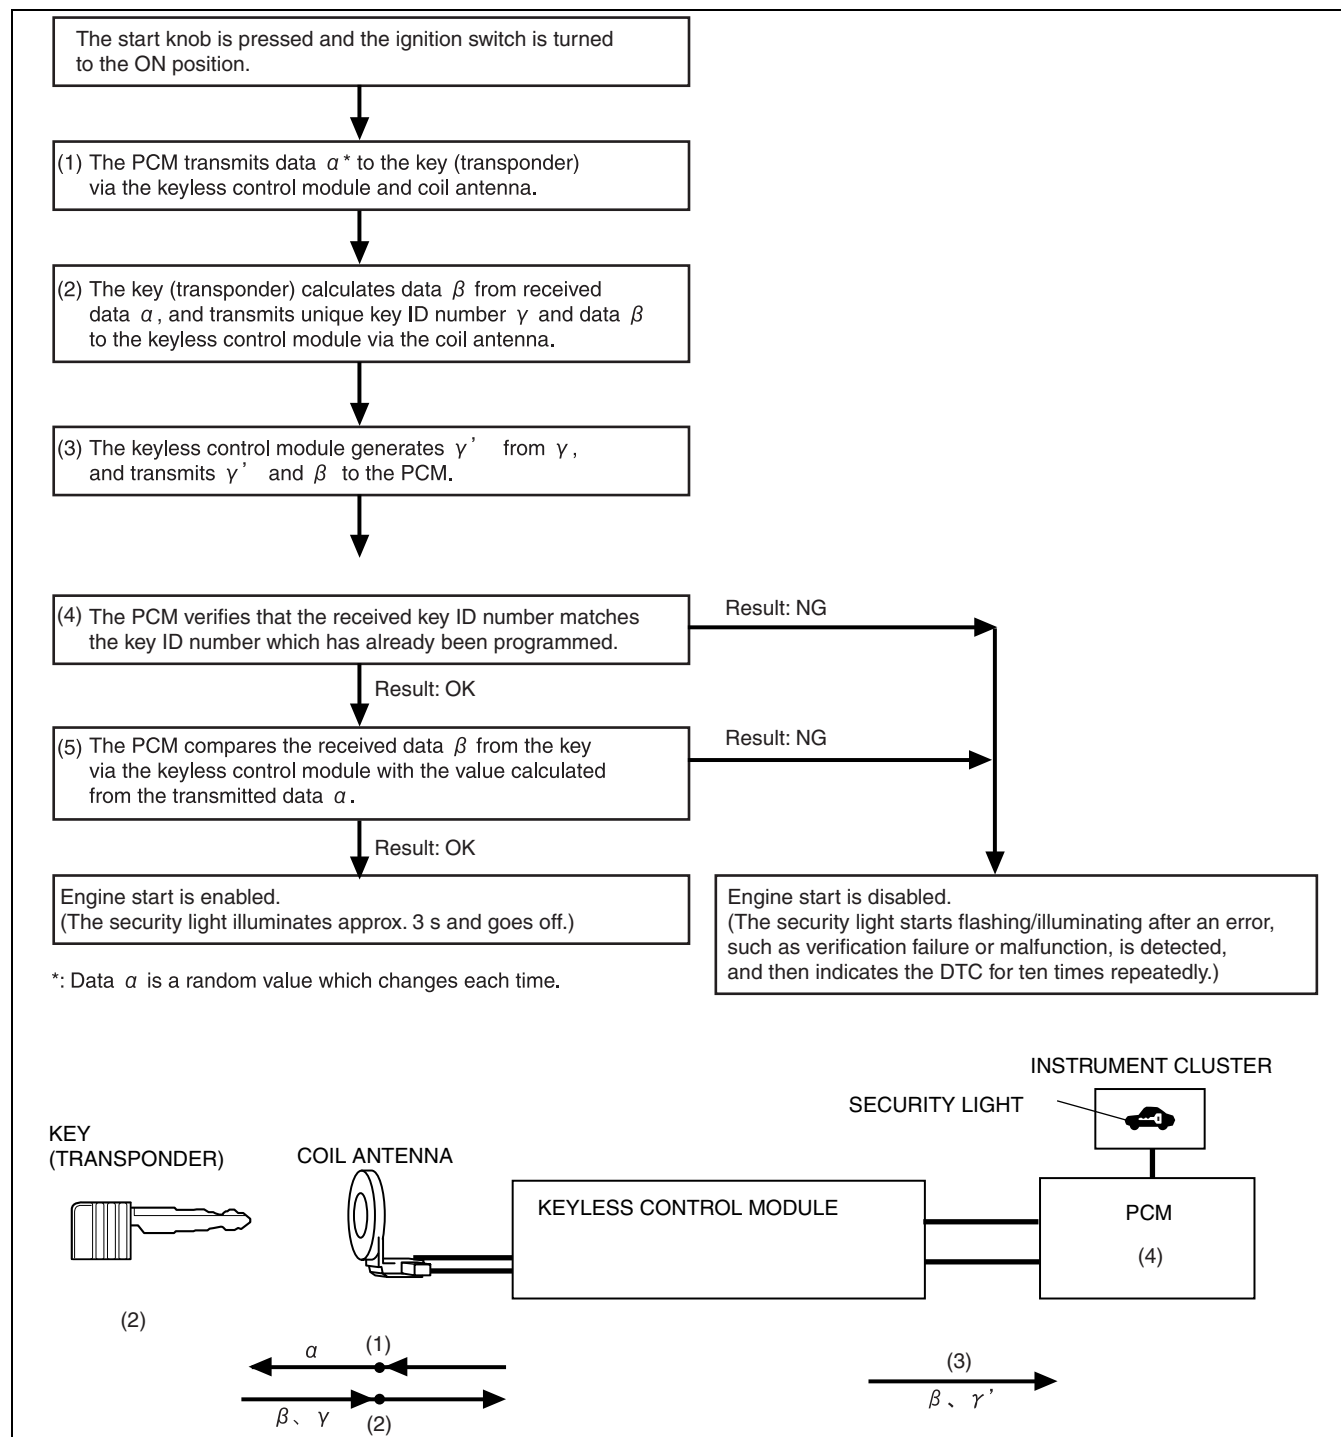 The start knob is pressed and the ignition switch is turned
to the ON position.
(1) The PCM transmits data α* to the key (transponder)
via the keyless control module and coil antenna.
(2) The key (transponder) calculates data β from received
data α, and transmits unique key ID number γ and data β
to the keyless control module via the coil antenna.
(3) The keyless control module generates γ' from γ,
and transmits γ' and β to the PCM.
(4) The PCM verifies that the received key ID number matches
the key ID number which has already been programmed.
Result: NG
Result: OK
(5) The PCM compares the received data β from the key
via the keyless control module with the value calculated
from the transmitted data α.
Result: NG
Result: OK
Engine start is enabled.
(The security light illuminates approx. 3 s and goes off.)
Engine start is disabled.
(The security light starts flashing/illuminating after an error,
such as verification failure or malfunction, is detected,
and then indicates the DTC for ten times repeatedly.)
*: Data α is a random value which changes each time.
INSTRUMENT CLUSTER
SECURITY LIGHT
KEY
(TRANSPONDER)
COIL ANTENNA
KEYLESS CONTROL MODULE
PCM
(4)
(2)
α
(1)
β、γ
(2)
(3)
β、γ'